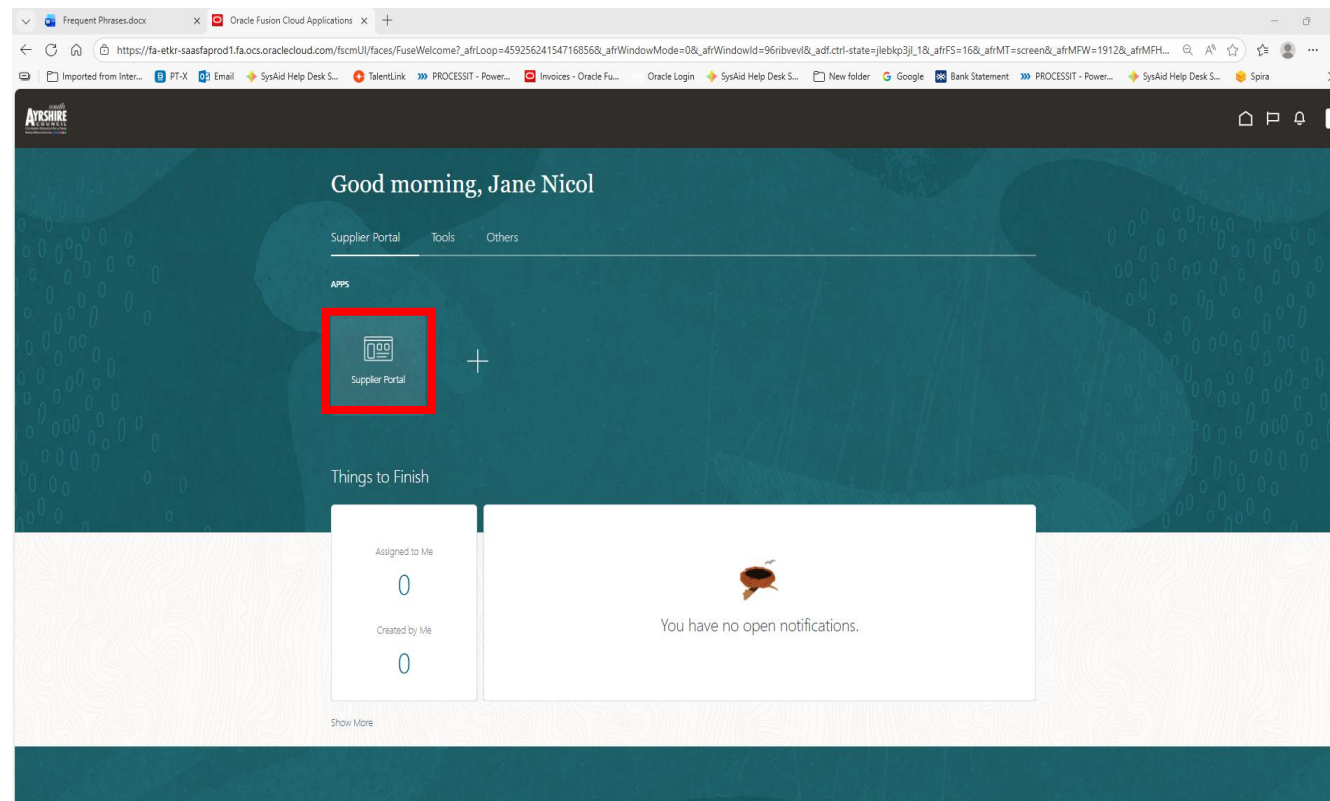 Frequent Phrases.docx
Oracle Fusion Cloud Applications
https://fa-etkr-saasfaprod1.fa.ocs.oraclecloud.com/fscmUI/faces/FuseWelcome?_afrLoop=45925624154716856&_afrWindowMode=0&_afrWindowId=96ribvevl&_adf.ctrl-state=jlebkp3jl_1&_afrFS=16&_afrMT=screen&_afrMFW=1912&_afrMFH...
Imported from Inter... PT-X Email SysAid Help Desk S... TalentLink PROCESSIT - Power... Invoices - Oracle Fu... Oracle Login SysAid Help Desk S... New folder Google Bank Statement PROCESSIT - Power... SysAid Help Desk S... Spira
south
AYRSHIRE
COUNCIL
Good morning, Jane Nicol
Supplier Portal Tools Others
APPS
Supplier Portal
Things to Finish
Assigned to Me
0
Created by Me
0
You have no open notifications.
Show More